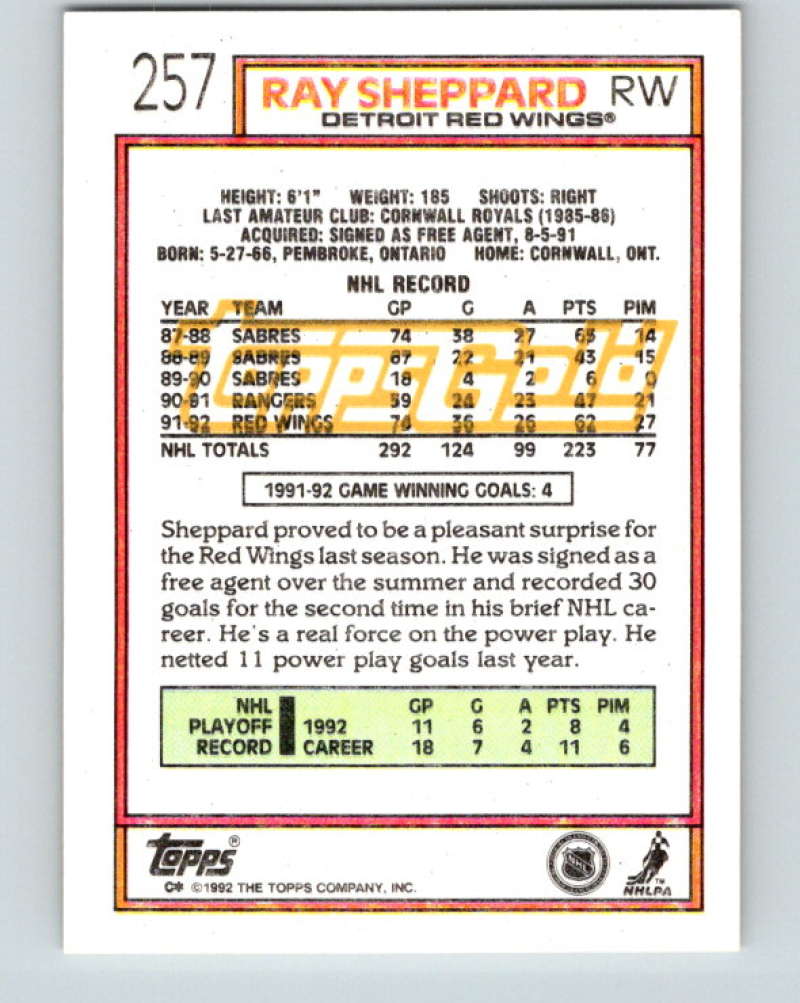 257 RAY SHEPPARD RW
DETROIT RED WINGS®
HEIGHT: 6'1" WEIGHT: 185 SHOOTS: RIGHT
LAST AMATEUR CLUB: CORNWALL ROYALS (1985-86)
ACQUIRED: SIGNED AS FREE AGENT, 8-5-91
BORN: 5-27-66, PEMBROKE, ONTARIO HOME: CORNWALL, ONT.
NHL RECORD
YEAR TEAM GP G A PTS PIM
87-88 SABRES 74 38 27 65 14
88-89 SABRES 67 22 21 43 15
89-90 SABRES 18 4 2 6 0
90-91 RANGERS 59 24 23 47 21
91-92 RED WINGS 74 36 26 62 27
ToppsGold
NHL TOTALS 292 124 99 223 77
1991-92 GAME WINNING GOALS: 4
Sheppard proved to be a pleasant surprise for
the Red Wings last season. He was signed as a
free agent over the summer and recorded 30
goals for the second time in his brief NHL ca-
reer. He's a real force on the power play. He
netted 11 power play goals last year.
NHL GP G A PTS PIM
PLAYOFF 1992 11 6 2 8 4
RECORD CAREER 18 7 4 11 6
TOPPS®
C* ©1992 THE TOPPS COMPANY, INC.
NHL
NHLPA™